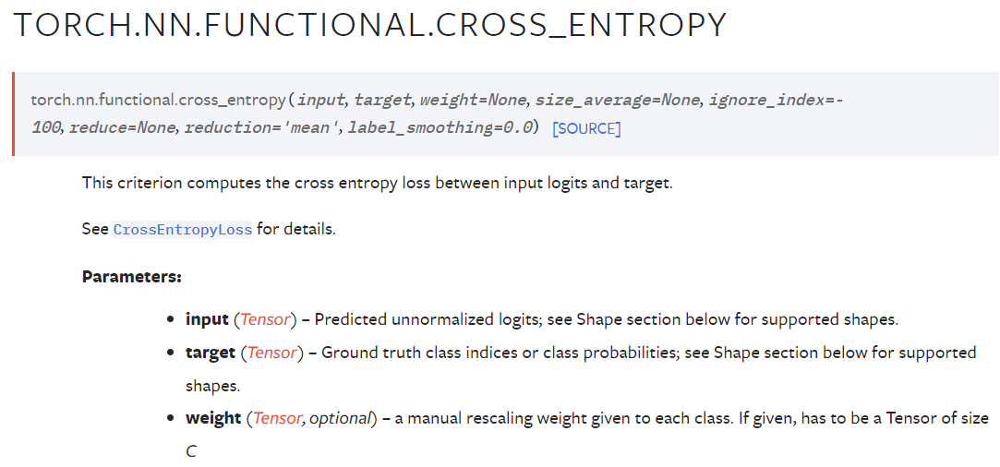 TORCH.NN.FUNCTIONAL.CROSS_ENTROPY
torch.nn.functional.cross_entropy(input, target, weight=None, size_average=None, ignore_index=-
100, reduce=None, reduction='mean', label_smoothing=0.0) [SOURCE]
This criterion computes the cross entropy loss between input logits and target.
See CrossEntropyLoss for details.
Parameters:
• input (Tensor) – Predicted unnormalized logits; see Shape section below for supported shapes.
• target (Tensor) – Ground truth class indices or class probabilities; see Shape section below for supported
shapes.
• weight (Tensor, optional) – a manual rescaling weight given to each class. If given, has to be a Tensor of size
C